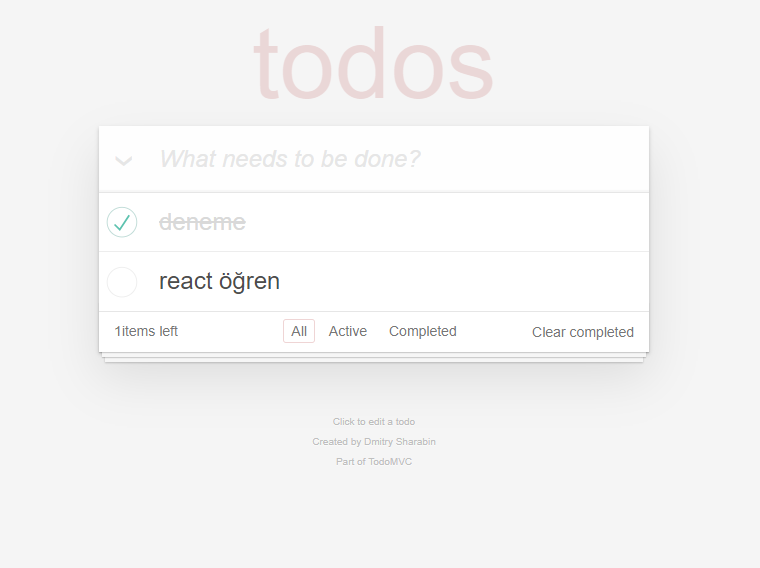 todos
What needs to be done?
deneme
react öğren
1items left All Active Completed Clear completed
Click to edit a todo
Created by Dmitry Sharabin
Part of TodoMVC